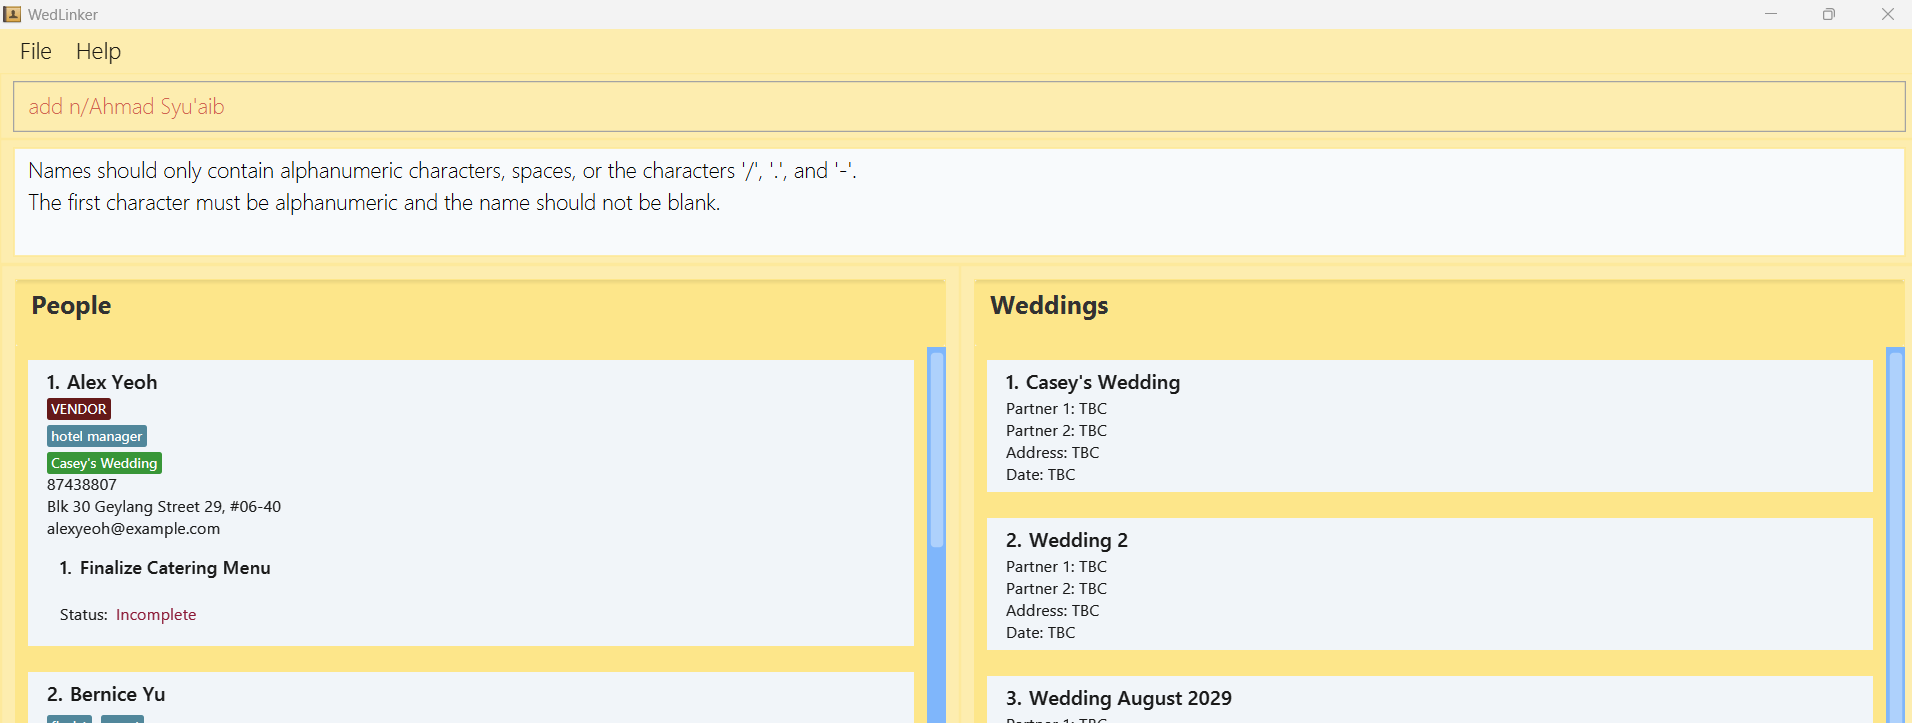 WedLinker
File Help
add n/Ahmad Syu'aib
Names should only contain alphanumeric characters, spaces, or the characters '/', '.', and '-'.
The first character must be alphanumeric and the name should not be blank.
People
1. Alex Yeoh
VENDOR
hotel manager
Casey's Wedding
87438807
Blk 30 Geylang Street 29, #06-40
alexyeoh@example.com
1. Finalize Catering Menu
Status: Incomplete
2. Bernice Yu
Weddings
1. Casey's Wedding
Partner 1: TBC
Partner 2: TBC
Address: TBC
Date: TBC
2. Wedding 2
Partner 1: TBC
Partner 2: TBC
Address: TBC
Date: TBC
3. Wedding August 2029
Partner 1: TBC